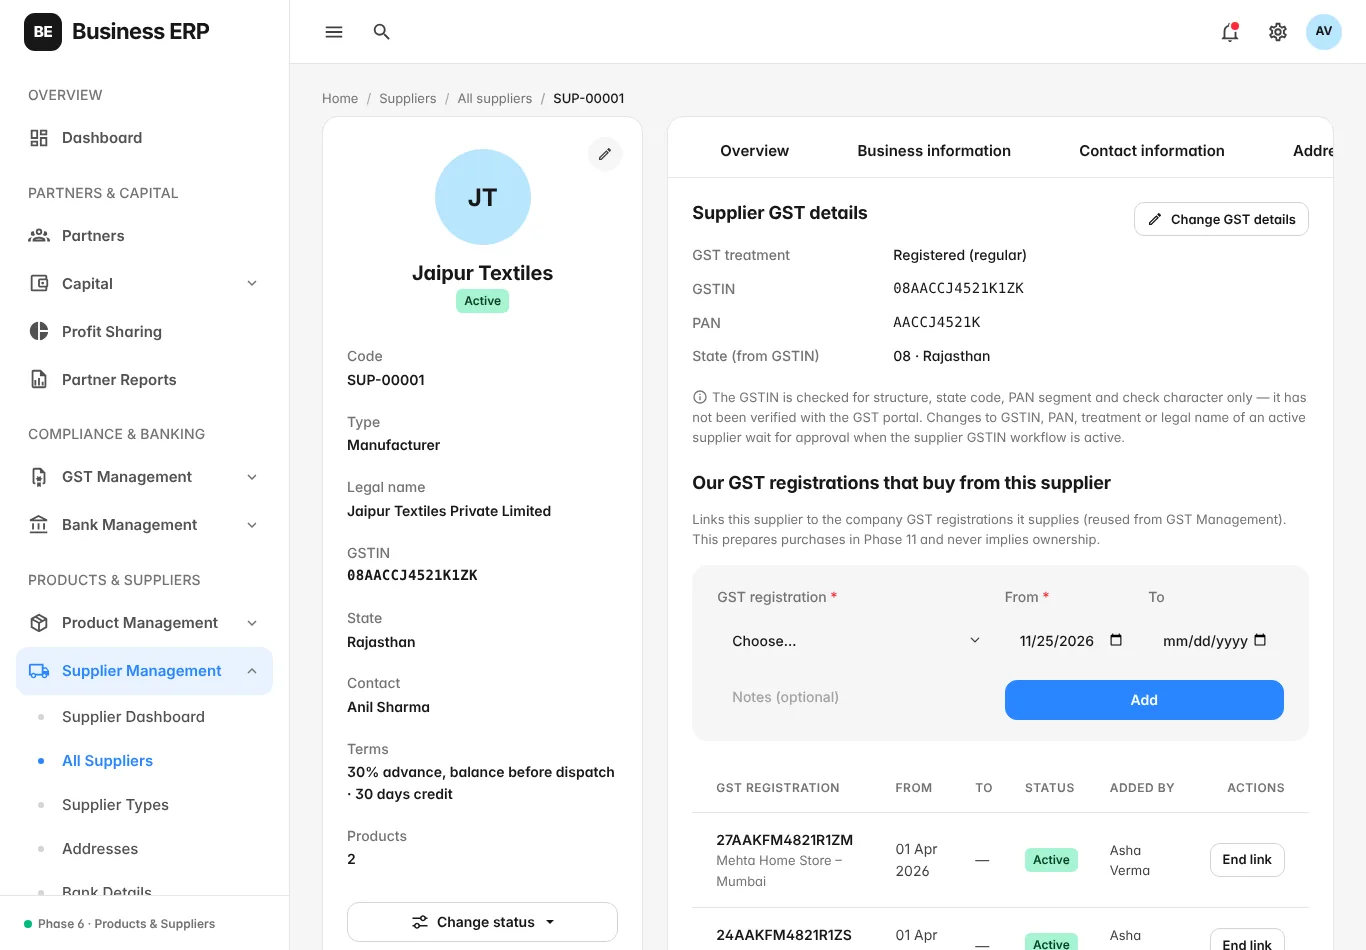 BE Business ERP
OVERVIEW
Dashboard
PARTNERS & CAPITAL
Partners
Capital
Profit Sharing
Partner Reports
COMPLIANCE & BANKING
GST Management
Bank Management
PRODUCTS & SUPPLIERS
Product Management
Supplier Management
Supplier Dashboard
All Suppliers
Supplier Types
Addresses
Bank Details
Phase 6 · Products & Suppliers
AV
Home / Suppliers / All suppliers / SUP-00001
JT
Jaipur Textiles
Active
Code
SUP-00001
Type
Manufacturer
Legal name
Jaipur Textiles Private Limited
GSTIN
08AACCJ4521K1ZK
State
Rajasthan
Contact
Anil Sharma
Terms
30% advance, balance before dispatch
· 30 days credit
Products
2
Change status
Overview Business information Contact information Addre
Supplier GST details
Change GST details
GST treatment Registered (regular)
GSTIN 08AACCJ4521K1ZK
PAN AACCJ4521K
State (from GSTIN) 08 · Rajasthan
The GSTIN is checked for structure, state code, PAN segment and check character only — it has
not been verified with the GST portal. Changes to GSTIN, PAN, treatment or legal name of an active
supplier wait for approval when the supplier GSTIN workflow is active.
Our GST registrations that buy from this supplier
Links this supplier to the company GST registrations it supplies (reused from GST Management).
This prepares purchases in Phase 11 and never implies ownership.
GST registration * From * To
Choose... 11/25/2026 mm/dd/yyyy
Notes (optional) Add
GST REGISTRATION FROM TO STATUS ADDED BY ACTIONS
27AAKFM4821R1ZM
Mehta Home Store –
Mumbai
01 Apr
2026
—
Active
Asha
Verma
End link
24AAKFM4821R1ZS
01 Apr
—
Active
Asha
End link